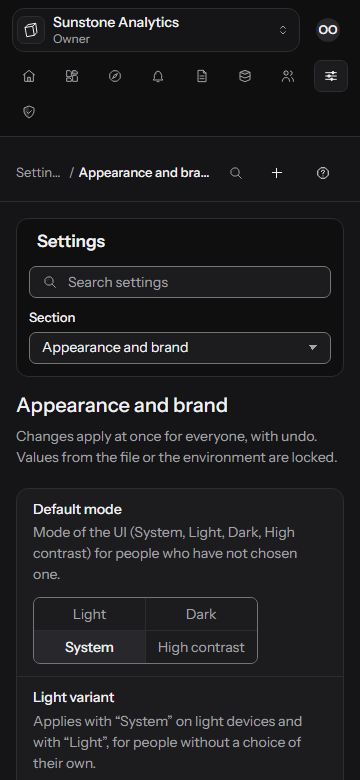 Sunstone Analytics
Owner
OO
Settin... / Appearance and bra...
Settings
Search settings
Section
Appearance and brand
Appearance and brand
Changes apply at once for everyone, with undo.
Values from the file or the environment are locked.
Default mode
Mode of the UI (System, Light, Dark, High
contrast) for people who have not chosen
one.
Light Dark
System High contrast
Light variant
Applies with “System” on light devices and
with “Light”, for people without a choice of
their own.